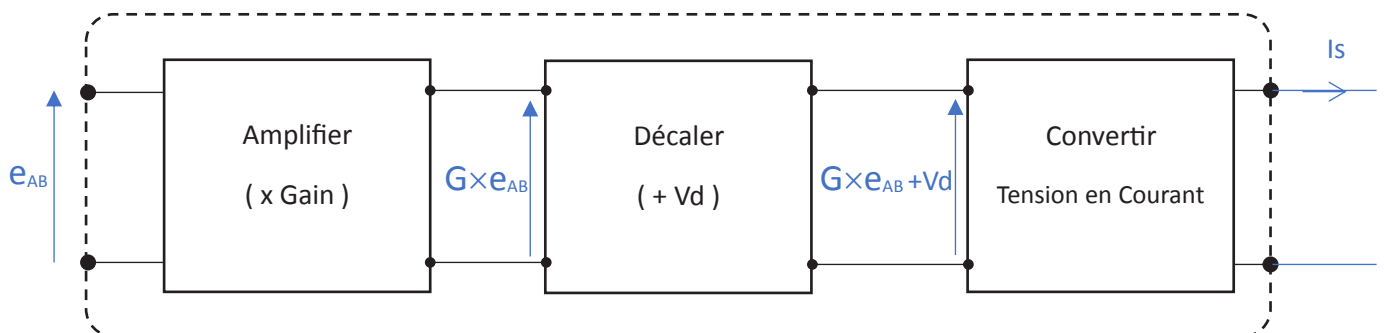 Is
Amplifier
Décaler
Convertir
eAB
G×eAB
G×eAB +Vd
( x Gain )
( + Vd )
Tension en Courant